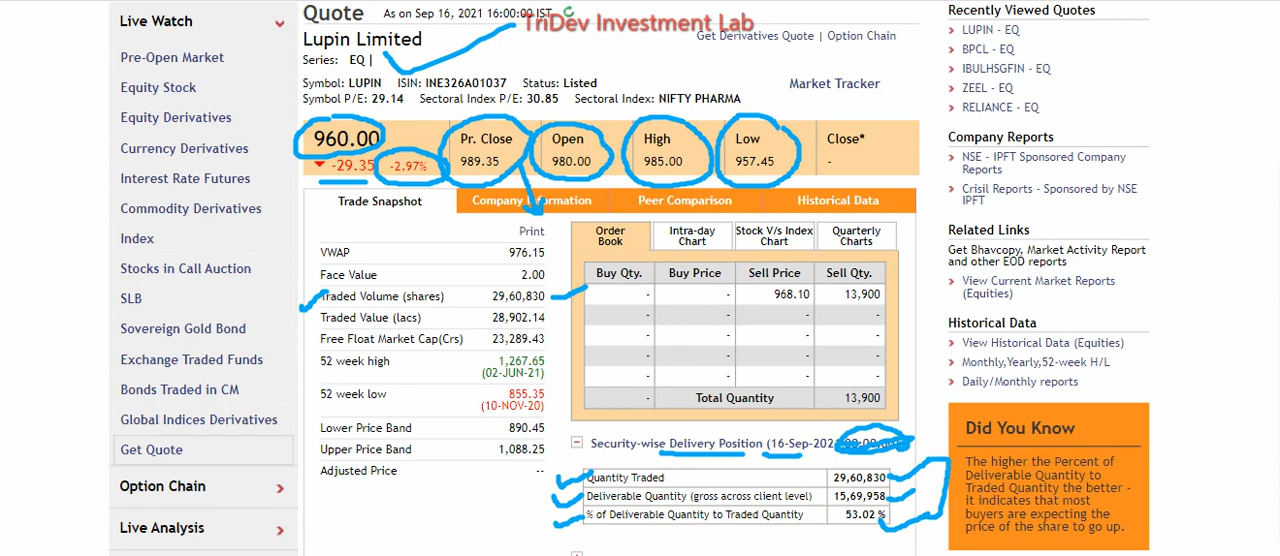 Live Watch
Pre-Open Market
Equity Stock
Equity Derivatives
Currency Derivatives
Interest Rate Futures
Commodity Derivatives
Index
Stocks in Call Auction
SLB
Sovereign Gold Bond
Exchange Traded Funds
Bonds Traded in CM
Global Indices Derivatives
Get Quote
Option Chain
Live Analysis
Quote As on Sep 16, 2021 16:00:00 IST
TriDev Investment Lab
Lupin Limited
Get Derivatives Quote | Option Chain
Series: EQ |
Symbol: LUPIN ISIN: INE326A01037 Status: Listed
Market Tracker
Symbol P/E: 29.14 Sectoral Index P/E: 30.85 Sectoral Index: NIFTY PHARMA
960.00 Pr. Close Open High Low Close*
-29.35 -2.97% 989.35 980.00 985.00 957.45 -
Trade Snapshot Company Information Peer Comparison Historical Data
Print
VWAP 976.15
Face Value 2.00
Traded Volume (shares) 29,60,830
Traded Value (lacs) 28,902.14
Free Float Market Cap(Crs) 23,289.43
52 week high 1,267.65
(02-JUN-21)
52 week low 855.35
(10-NOV-20)
Lower Price Band 890.45
Upper Price Band 1,088.25
Adjusted Price --
Order Book
Intra-day Chart
Stock V/s Index Chart
Quarterly Charts
Buy Qty. Buy Price Sell Price Sell Qty.
- - 968.10 13,900
- - - -
- - - -
- - - -
- - - -
- Total Quantity 13,900
Security-wise Delivery Position (16-Sep-2021
Quantity Traded 29,60,830
Deliverable Quantity (gross across client level) 15,69,958
% of Deliverable Quantity to Traded Quantity 53.02 %
Recently Viewed Quotes
LUPIN - EQ
BPCL - EQ
IBULHSGFIN - EQ
ZEEL - EQ
RELIANCE - EQ
Company Reports
NSE - IPFT Sponsored Company
Reports
Crisil Reports - Sponsored by NSE
IPFT
Related Links
Get Bhavcopy, Market Activity Report
and other EOD reports
View Current Market Reports
(Equities)
Historical Data
View Historical Data (Equities)
Monthly,Yearly,52-week H/L
Daily/Monthly reports
Did You Know
The higher the Percent of
Deliverable Quantity to
Traded Quantity the better -
it indicates that most
buyers are expecting the
price of the share to go up.